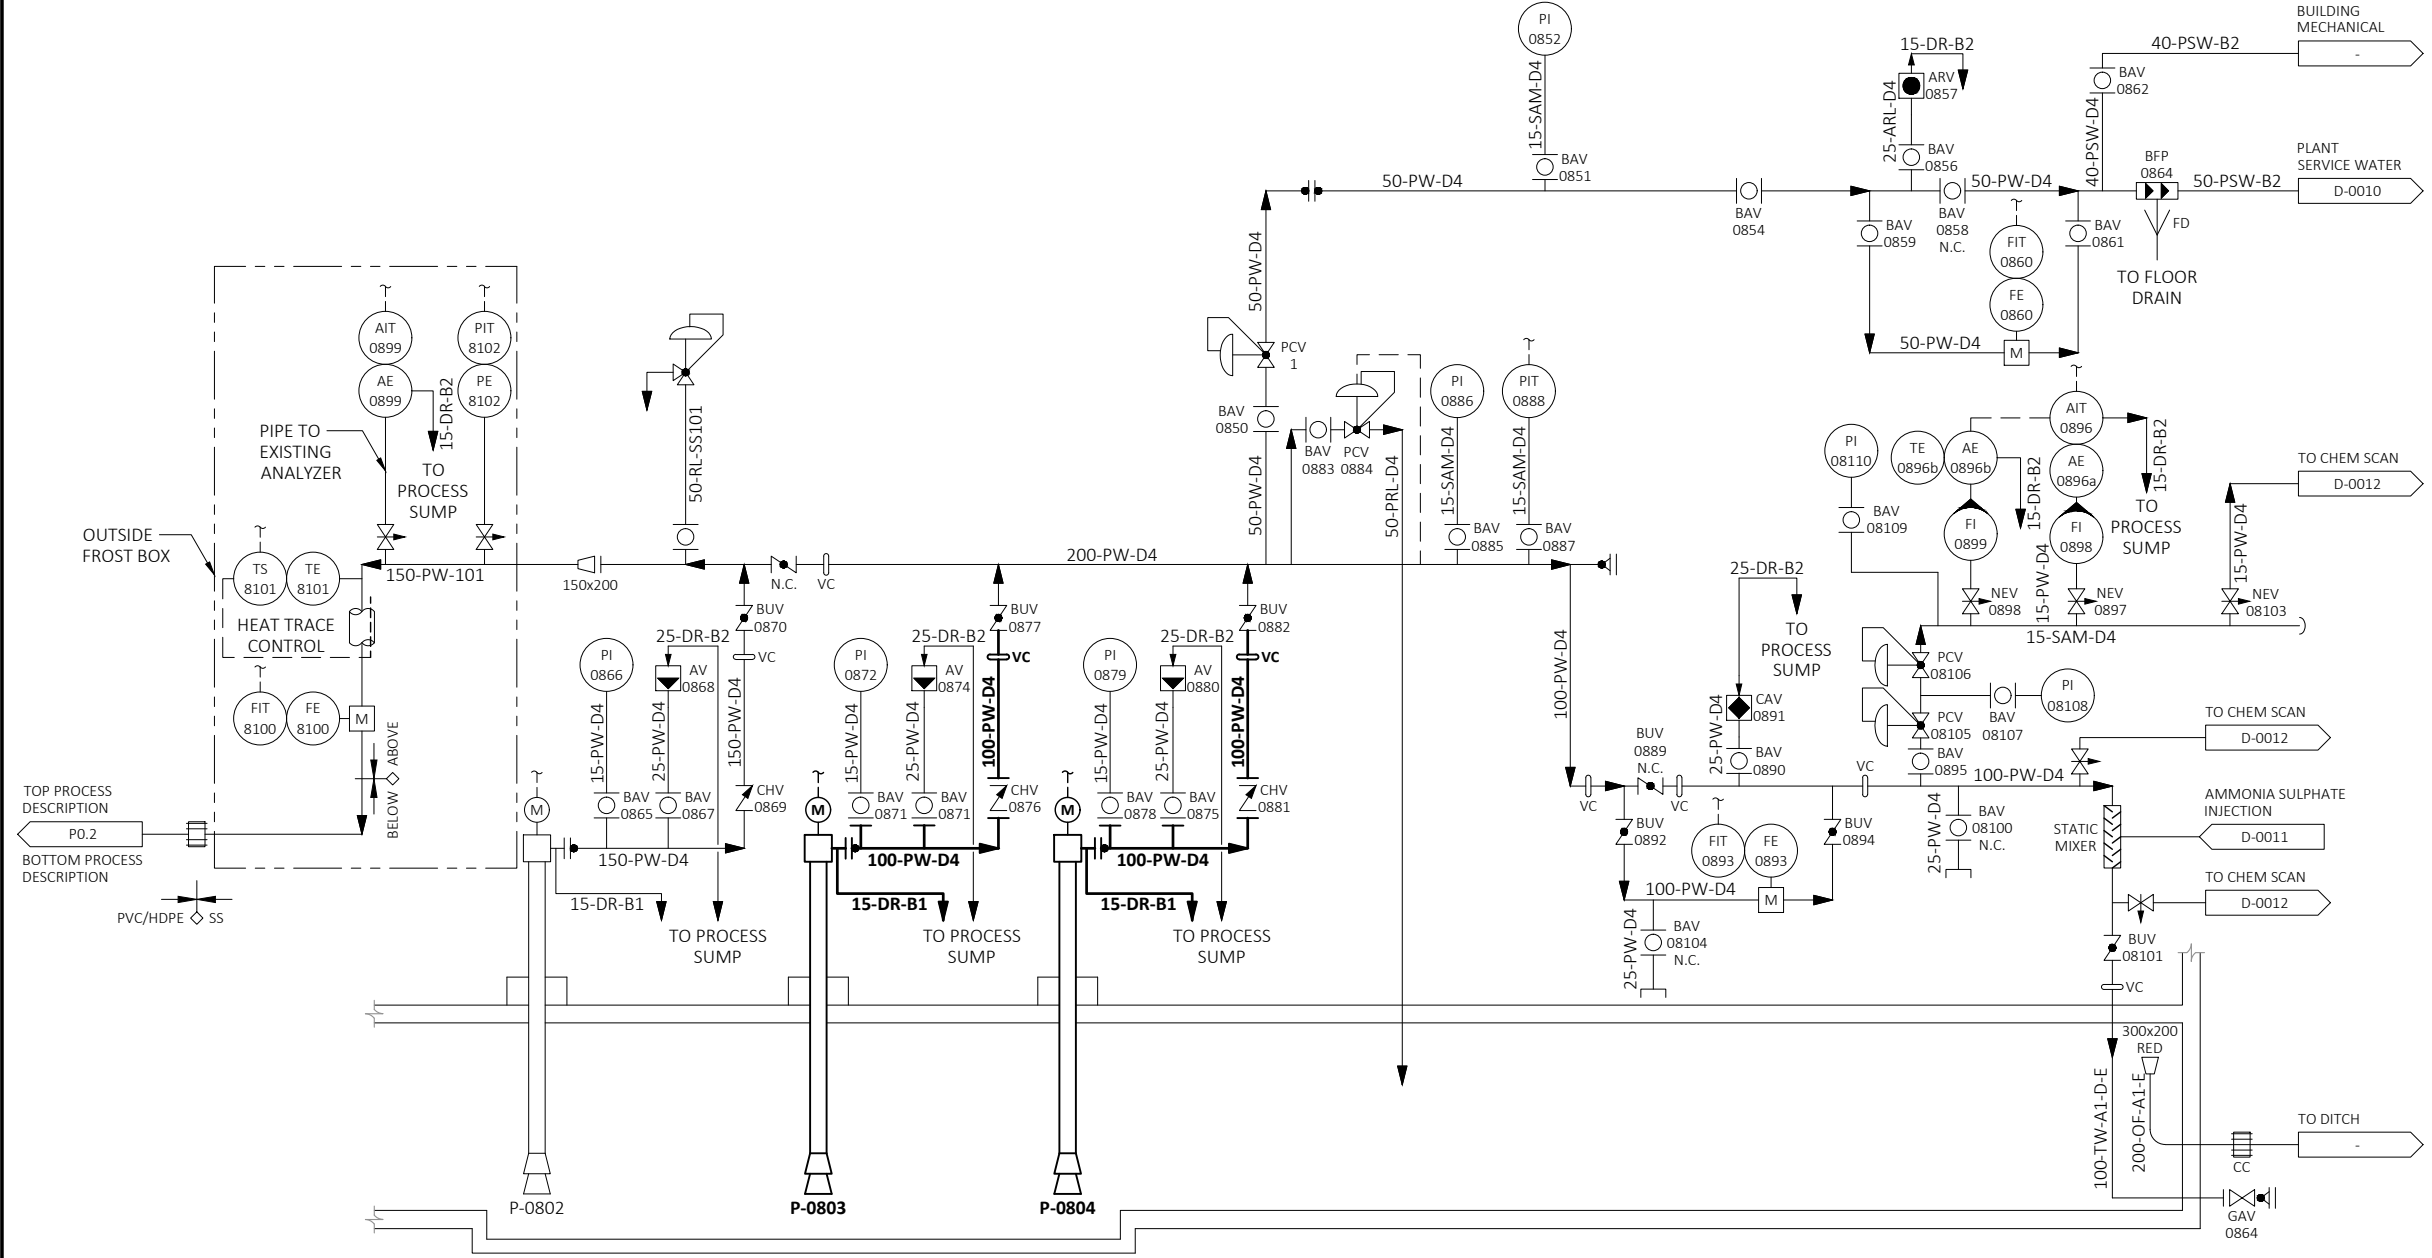 PI
0852
15-SAM-D4
BAV
0851
50-PW-D4
15-DR-B2
ARV
0857
25-ARL-D4
BAV
0856
BUILDING
MECHANICAL
-
40-PSW-B2
BAV
0862
40-PSW-D4
PLANT
SERVICE WATER
D-0010
BFP
0864
50-PSW-B2
FD
TO FLOOR
DRAIN
BAV
0854
BAV
0858
N.C.
50-PW-D4
BAV
0859
FIT
0860
FE
0860
M
50-PW-D4
BAV
0861
50-PW-D4
PCV
1
BAV
0850
50-PW-D4
BAV
0883
PCV
0884
50-PRL-D4
PI
0886
15-SAM-D4
BAV
0885
PIT
0888
15-SAM-D4
BAV
0887
AIT
0899
AE
0899
15-DR-B2
PIT
8102
PE
8102
PIPE TO
EXISTING
ANALYZER
TO
PROCESS
SUMP
OUTSIDE
FROST BOX
TS
8101
TE
8101
150-PW-101
HEAT TRACE
CONTROL
FIT
8100
FE
8100
M
ABOVE
BELOW
TOP PROCESS
DESCRIPTION
P0.2
BOTTOM PROCESS
DESCRIPTION
PVC/HDPE
SS
150x200
50-RL-SS101
N.C.
VC
200-PW-D4
PI
0866
15-PW-D4
BAV
0865
25-DR-B2
AV
0868
25-PW-D4
BAV
0867
BUV
0870
VC
150-PW-D4
CHV
0869
M
150-PW-D4
15-DR-B1
TO PROCESS
SUMP
P-0802
PI
0872
15-PW-D4
BAV
0871
25-DR-B2
AV
0874
25-PW-D4
BAV
0871
BUV
0877
VC
100-PW-D4
CHV
0876
M
100-PW-D4
15-DR-B1
TO PROCESS
SUMP
P-0803
PI
0879
15-PW-D4
BAV
0878
25-DR-B2
AV
0880
25-PW-D4
BAV
0875
BUV
0882
VC
100-PW-D4
CHV
0881
M
100-PW-D4
15-DR-B1
TO PROCESS
SUMP
P-0804
100-PW-D4
VC
BUV
0889
N.C.
VC
25-DR-B2
TO
PROCESS
SUMP
CAV
0891
25-PW-D4
BAV
0890
BUV
0892
FIT
0893
FE
0893
100-PW-D4
M
BUV
0894
25-PW-D4
BAV
08104
N.C.
VC
PI
08110
BAV
08109
TE
0896b
AE
0896b
15-DR-B2
FI
0899
NEV
0898
AIT
0896
AE
0896a
15-DR-B2
TO
PROCESS
SUMP
FI
0898
15-PW-D4
NEV
0897
15-PW-D4
NEV
08103
TO CHEM SCAN
D-0012
15-SAM-D4
PCV
08106
PCV
08105
BAV
08107
PI
08108
BAV
0895
100-PW-D4
TO CHEM SCAN
D-0012
25-PW-D4
BAV
08100
N.C.
STATIC
MIXER
AMMONIA SULPHATE
INJECTION
D-0011
TO CHEM SCAN
D-0012
BUV
08101
VC
300x200
RED
100-TW-A1-D-E
200-OF-A1-E
TO DITCH
-
CC
GAV
0864